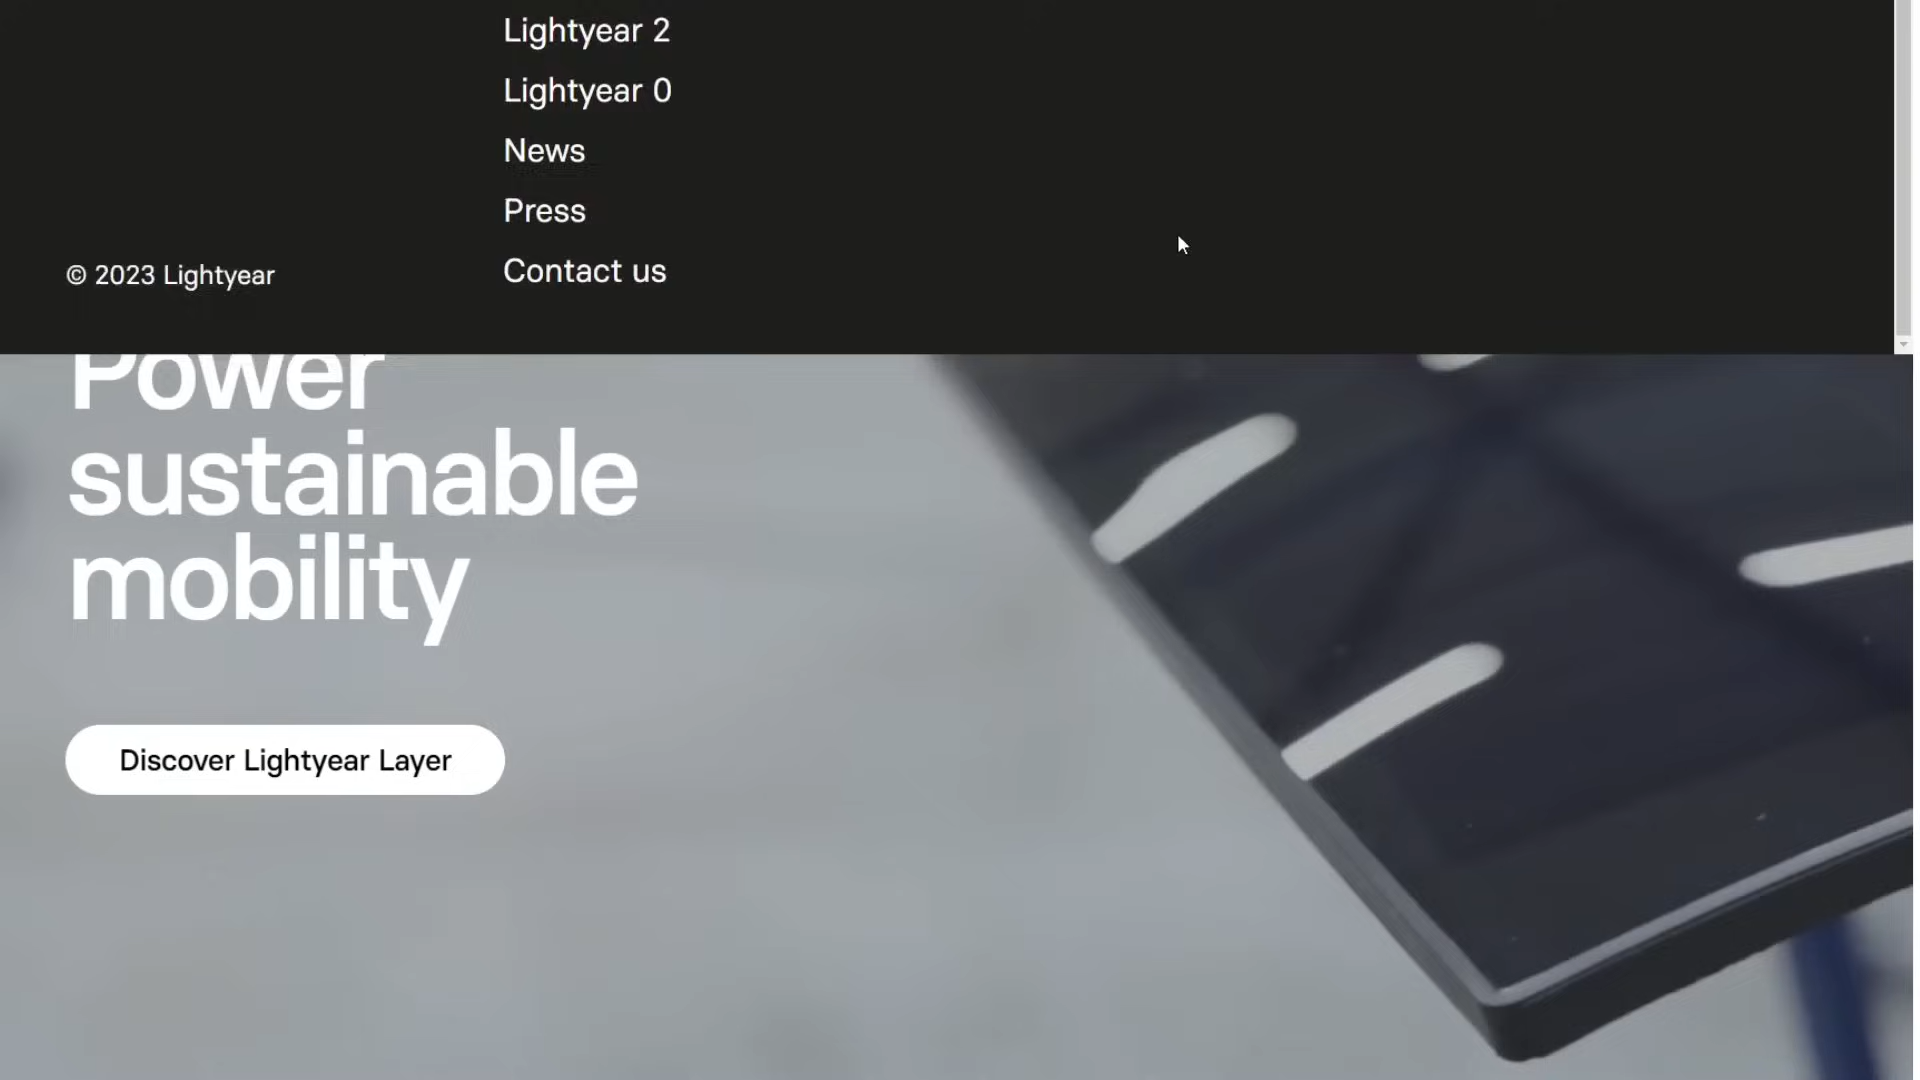 Lightyear 2
Lightyear 0
News
Press
Contact us
© 2023 Lightyear
Power
sustainable
mobility
Discover Lightyear Layer